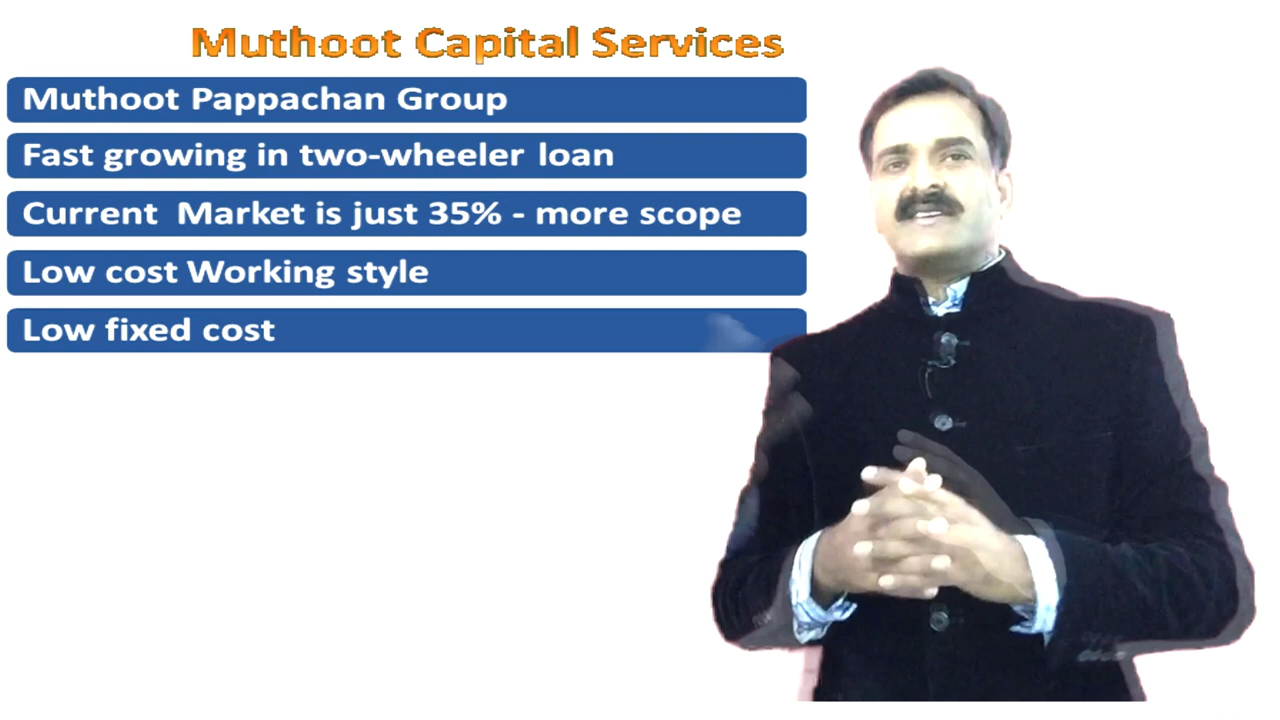 Muthoot Capital Services
Muthoot Pappachan Group
Fast growing in two-wheeler loan
Current Market is just 35% - more scope
Low cost Working style
Low fixed cost